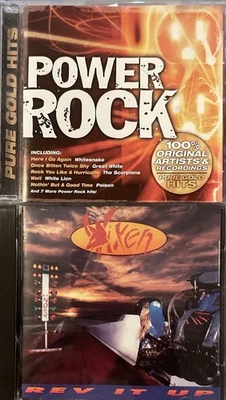 PURE GOLD HITS
POWER
ROCK
100%
ORIGINAL
ARTISTS &
RECORDINGS
PURE GOLD
HITS
INCLUDING:
Here I Go Again Whitesnake
Once Bitten Twice Shy Great White
Rock You Like A Hurricane The Scorpions
Wait White Lion
Nothin' But A Good Time Poison
And 7 More Power Rock hits!
Vixen
REV IT UP